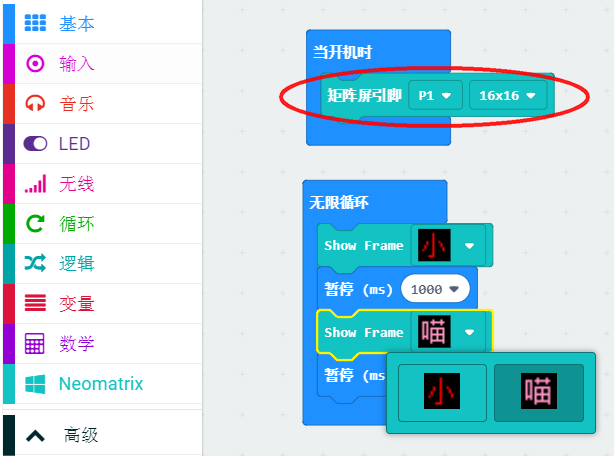 基本
输入
音乐
LED
无线
循环
逻辑
变量
数学
Neomatrix
高级
当开机时
矩阵屏引脚 P1 16x16
无限循环
Show Frame 小
暂停 (ms) 1000
Show Frame 喵
暂停 (ms
小 喵